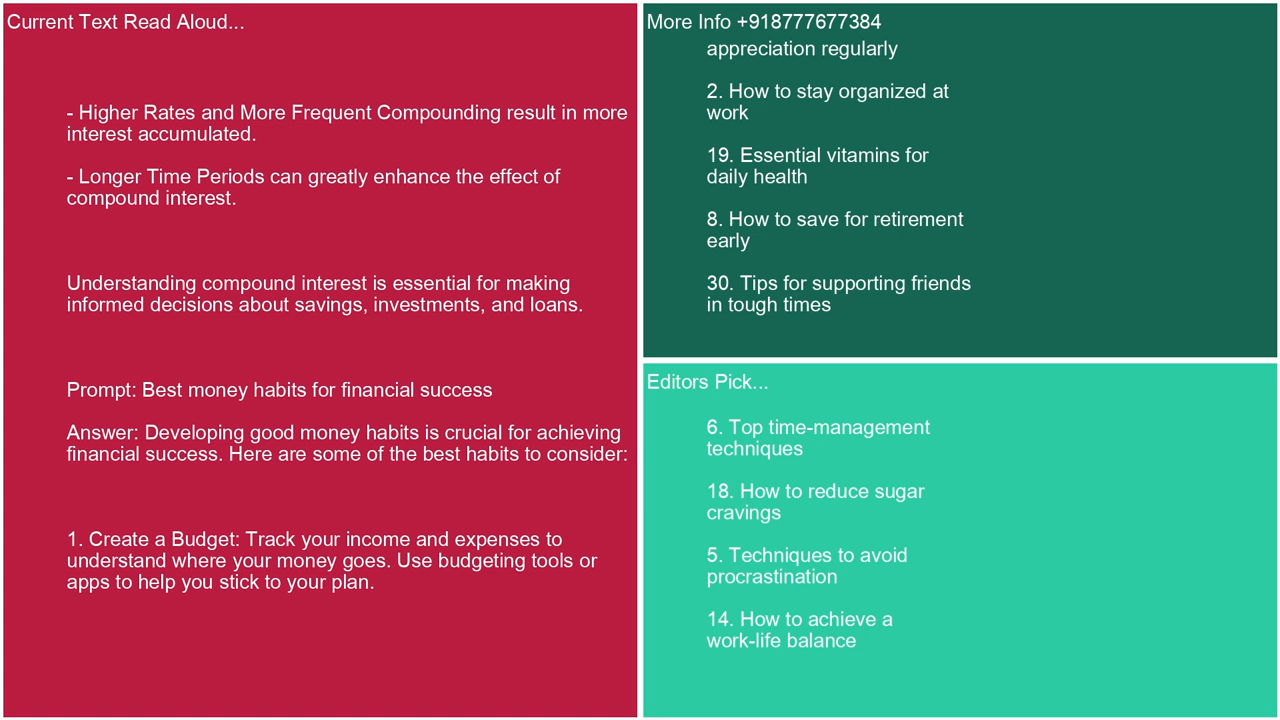 Current Text Read Aloud...
- Higher Rates and More Frequent Compounding result in more
interest accumulated.
- Longer Time Periods can greatly enhance the effect of
compound interest.
Understanding compound interest is essential for making
informed decisions about savings, investments, and loans.
Prompt: Best money habits for financial success
Answer: Developing good money habits is crucial for achieving
financial success. Here are some of the best habits to consider:
1. Create a Budget: Track your income and expenses to
understand where your money goes. Use budgeting tools or
apps to help you stick to your plan.
More Info +918777677384
appreciation regularly
2. How to stay organized at
work
19. Essential vitamins for
daily health
8. How to save for retirement
early
30. Tips for supporting friends
in tough times
Editors Pick...
6. Top time-management
techniques
18. How to reduce sugar
cravings
5. Techniques to avoid
procrastination
14. How to achieve a
work-life balance